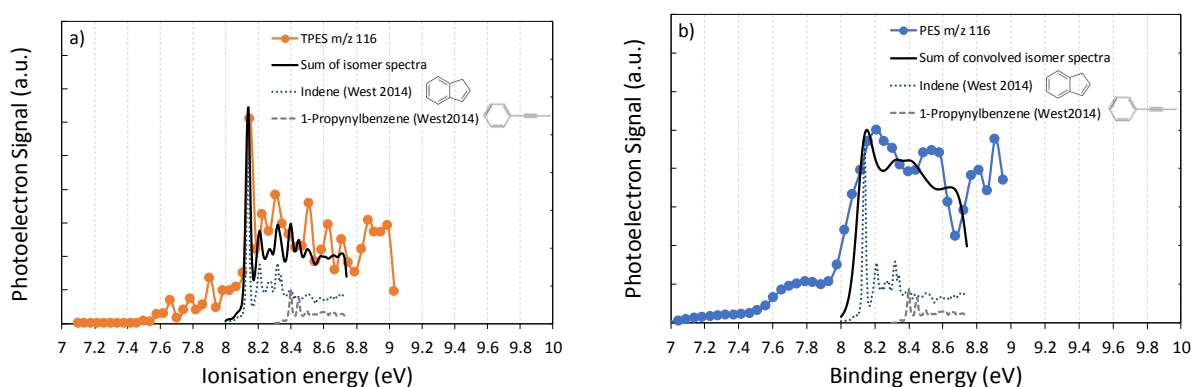 a)
TPES m/z 116
Sum of isomer spectra
Indene (West 2014)
1-Propynylbenzene (West2014)
Photoelectron Signal (a.u.)
7 7.2 7.4 7.6 7.8 8 8.2 8.4 8.6 8.8 9 9.2 9.4 9.6 9.8 10
Ionisation energy (eV)
b)
PES m/z 116
Sum of convolved isomer spectra
Indene (West 2014)
1-Propynylbenzene (West2014)
Photoelectron Signal (a.u.)
7 7.2 7.4 7.6 7.8 8 8.2 8.4 8.6 8.8 9 9.2 9.4 9.6 9.8 10
Binding energy (eV)